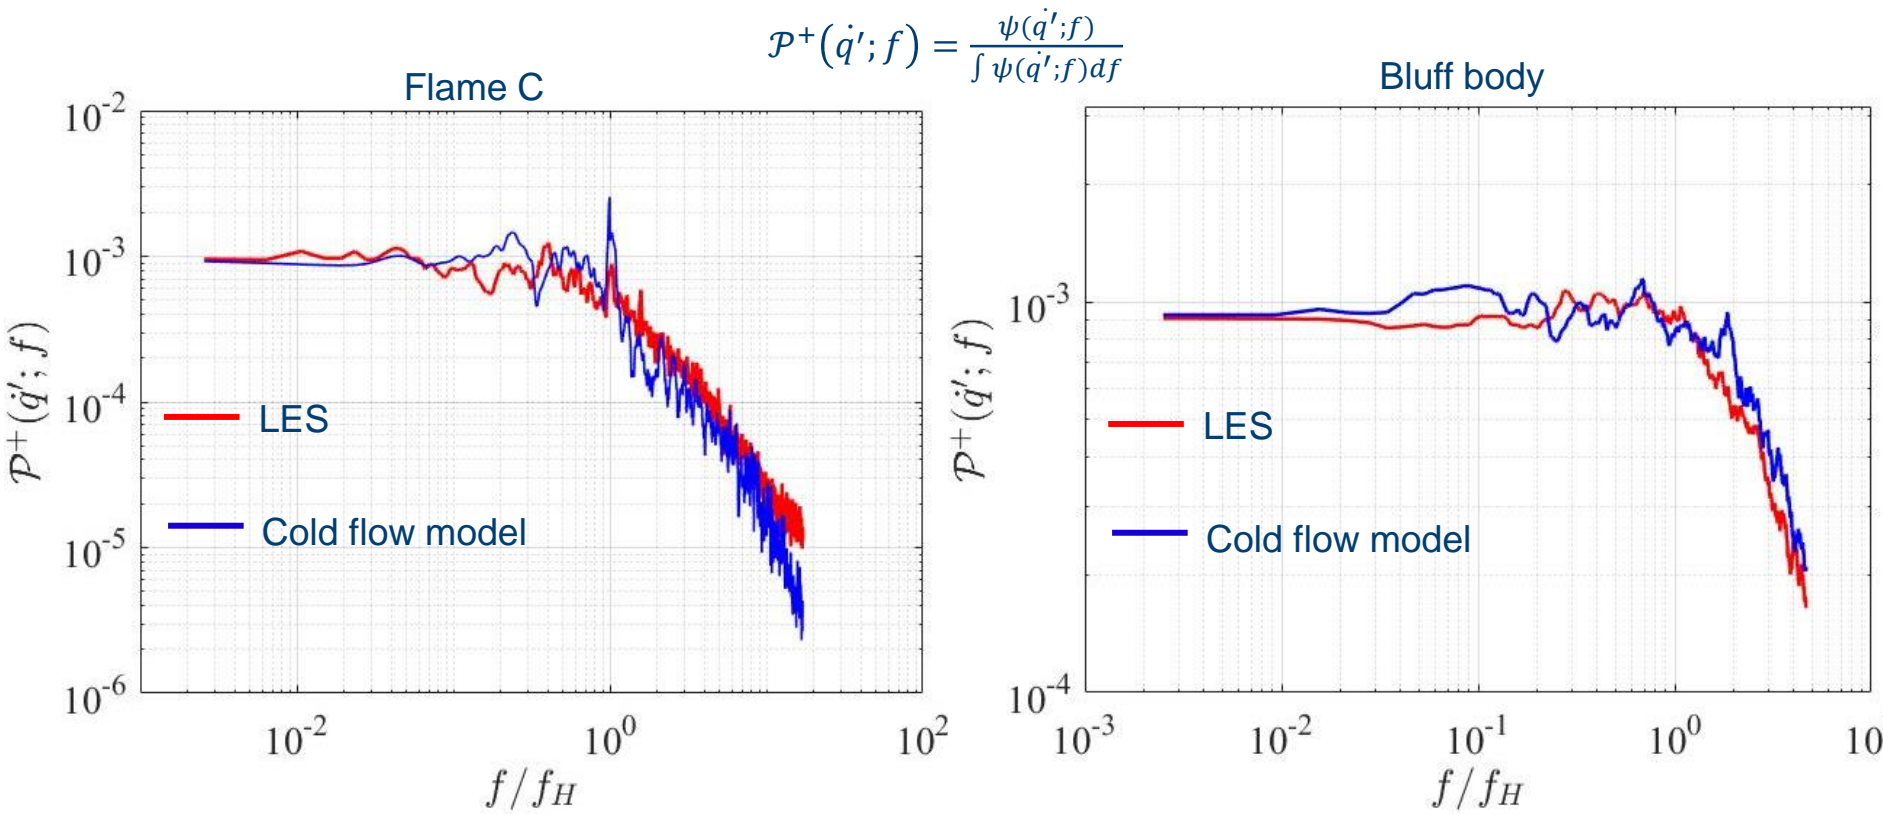 𝒫⁺(q̇′; f) = ψ(q̇′;f) / ∫ ψ(q̇′;f)df
Flame C
10⁻²
10⁻³
10⁻⁴
10⁻⁵
10⁻⁶
𝒫⁺(q̇′; f)
LES
Cold flow model
10⁻²
10⁰
10²
f/f_H
Bluff body
10⁻³
10⁻⁴
𝒫⁺(q̇′; f)
LES
Cold flow model
10⁻³
10⁻²
10⁻¹
10⁰
10
f/f_H